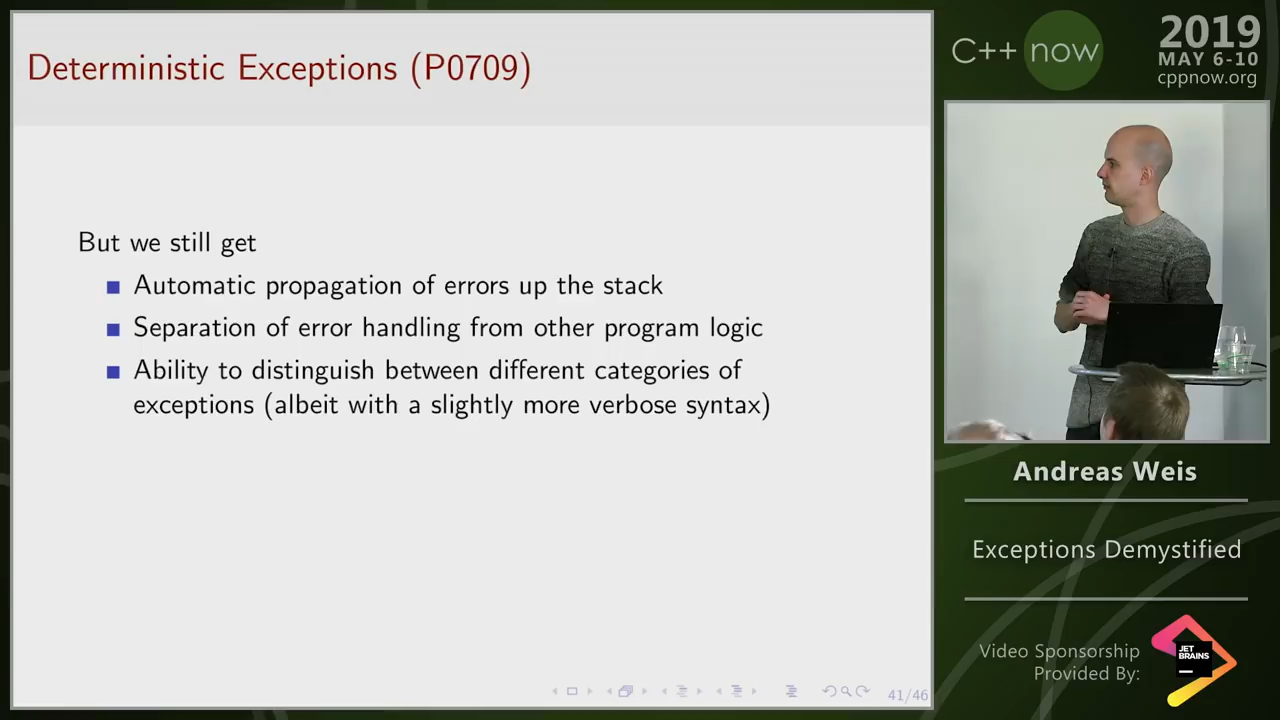 Deterministic Exceptions (P0709)
But we still get
Automatic propagation of errors up the stack
Separation of error handling from other program logic
Ability to distinguish between different categories of
exceptions (albeit with a slightly more verbose syntax)
41/46
C++ now
2019
MAY 6-10
cppnow.org
Andreas Weis
Exceptions Demystified
Video Sponsorship
Provided By:
JET
BRAINS